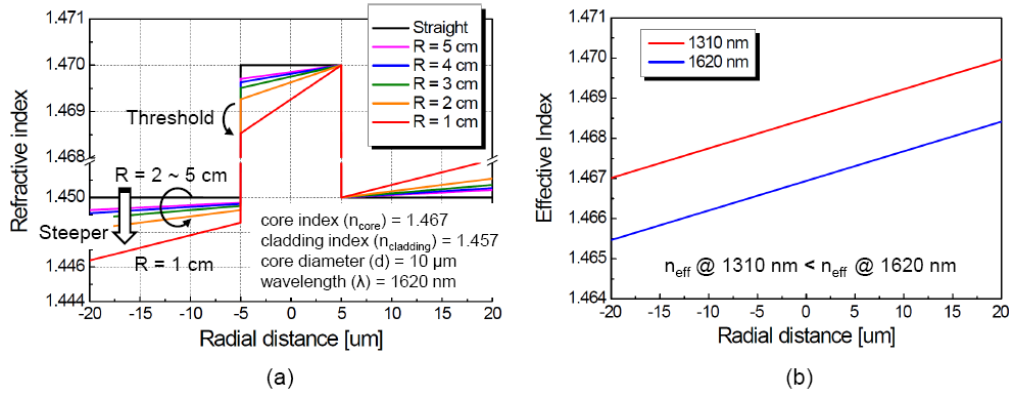 (a)
1.471
1.470
1.469
1.468
1.450
1.446
1.444
Refractive Index
Straight
R = 5 cm
R = 4 cm
R = 3 cm
R = 2 cm
R = 1 cm
Threshold
R = 2 ~ 5 cm
Steeper
R = 1 cm
core index (n_core) = 1.467
cladding index (n_cladding) = 1.457
core diameter (d) = 10 µm
wavelength (λ) = 1620 nm
-20 -15 -10 -5 0 5 10 15 20
Radial distance [um]
(a)
(b)
1.471
1.470
1.469
1.468
1.467
1.466
1.465
1.464
Effective Index
1310 nm
1620 nm
n_eff @ 1310 nm < n_eff @ 1620 nm
-20 -15 -10 -5 0 5 10 15 20
Radial distance [um]
(b)